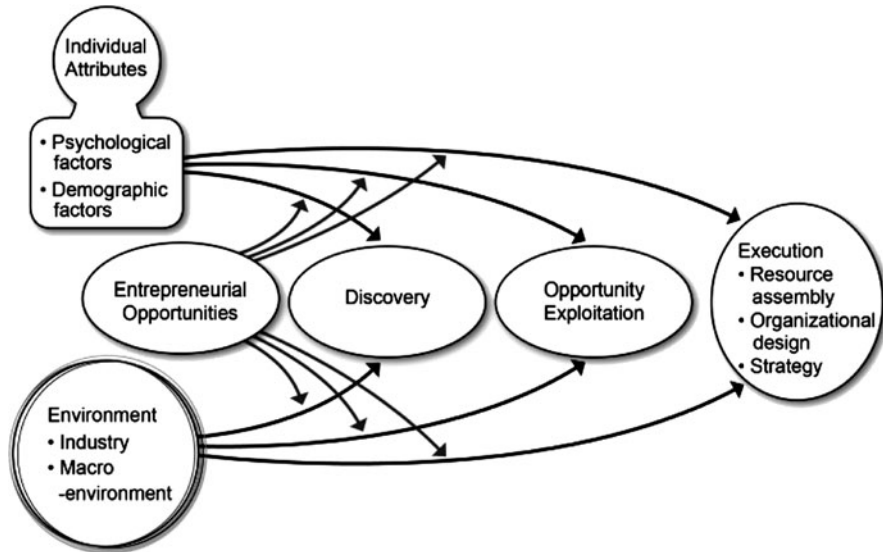 Individual
Attributes
• Psychological
factors
• Demographic
factors
Entrepreneurial
Opportunities
Discovery
Opportunity
Exploitation
Execution
• Resource
assembly
• Organizational
design
• Strategy
Environment
• Industry
• Macro
-environment